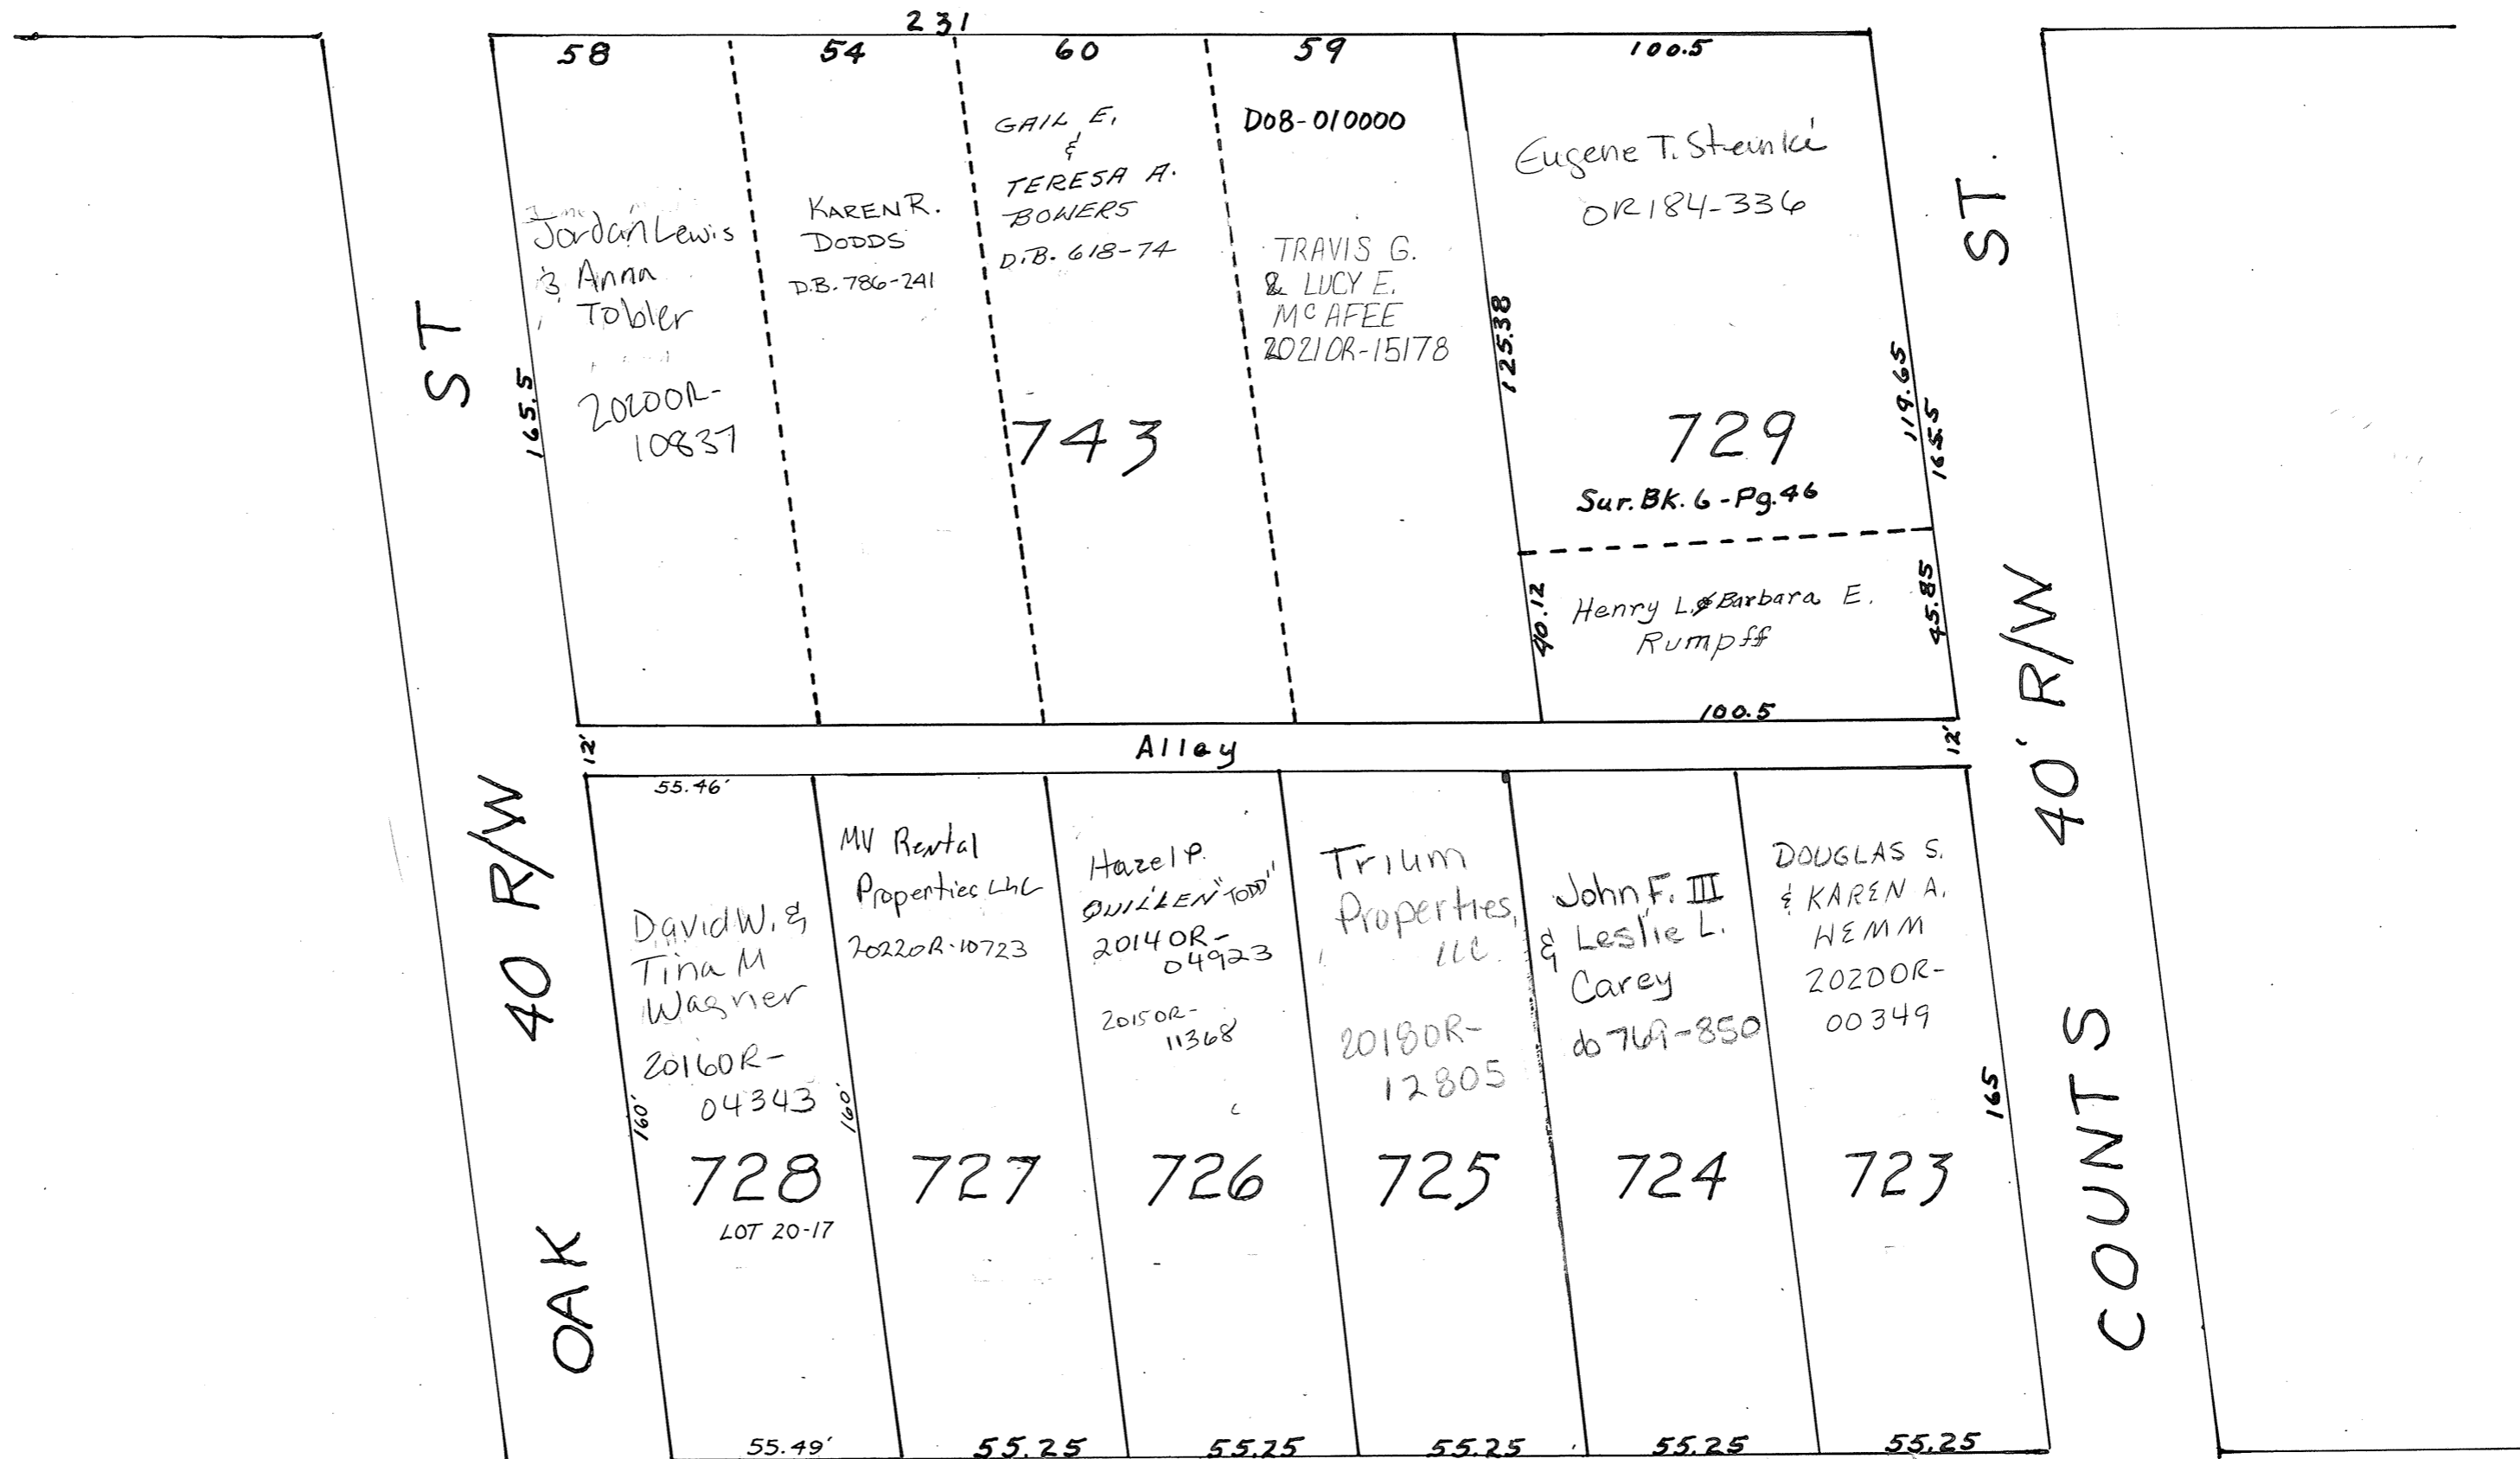 231
58
54
60
59
100.5
Jordan Lewis
& Anna
Tobler
2020OR-
10837
165.5
KAREN R.
DODDS
D.B. 786-241
GAIL E.
&
TERESA A.
BOWERS
D.B. 618-74
743
D08-010000
TRAVIS G.
& LUCY E.
McAFEE
2021OR-15178
125.38
Eugene T. Steinke
OR 184-336
729
Sur. Bk. 6 - Pg. 46
119.65
165.5
40.12
Henry L. & Barbara E.
Rumpff
45.85
100.5
12'
Alley
12'
OAK 40 R/W ST
COUNTS 40' R/W ST.
55.46'
David W. &
Tina M
Wagner
2016OR-
04343
160'
160'
728
LOT 20-17
55.49'
MV Rental
Properties LLC
2022OR-10723
727
55.25
Hazel P.
QUILLEN "TODD"
2014OR-
04923
2015OR-
11368
726
55.25
Trium
Properties,
LLC
2018OR-
12805
725
55.25
John F. III
& Leslie L.
Carey
db 769-850
724
55.25
DOUGLAS S.
& KAREN A.
HEMM
2020OR-
00349
165
723
55.25